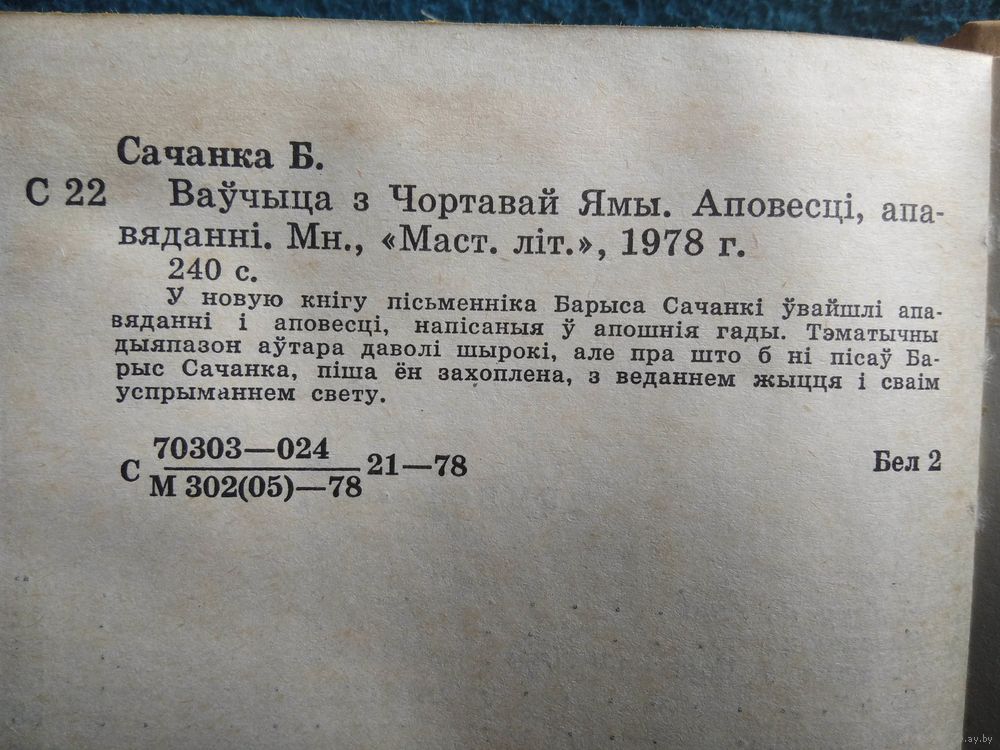 Сачанка Б.
С 22 Ваўчыца з Чортавай Ямы. Аповесці, апа-
вяданні. Мн., «Маст. літ.», 1978 г.
240 с.
У новую кнігу пісьменніка Барыса Сачанкі ўвайшлі апа-
вяданні і аповесці, напісаныя ў апошнія гады. Тэматычны
дыяпазон аўтара даволі шырокі, але пра што б ні пісаў Ба-
рыс Сачанка, піша ён захоплена, з веданнем жыцця і сваім
успрыманнем свету.
70303—024
С 21—78 Бел 2
М 302(05)—78
.ay.by